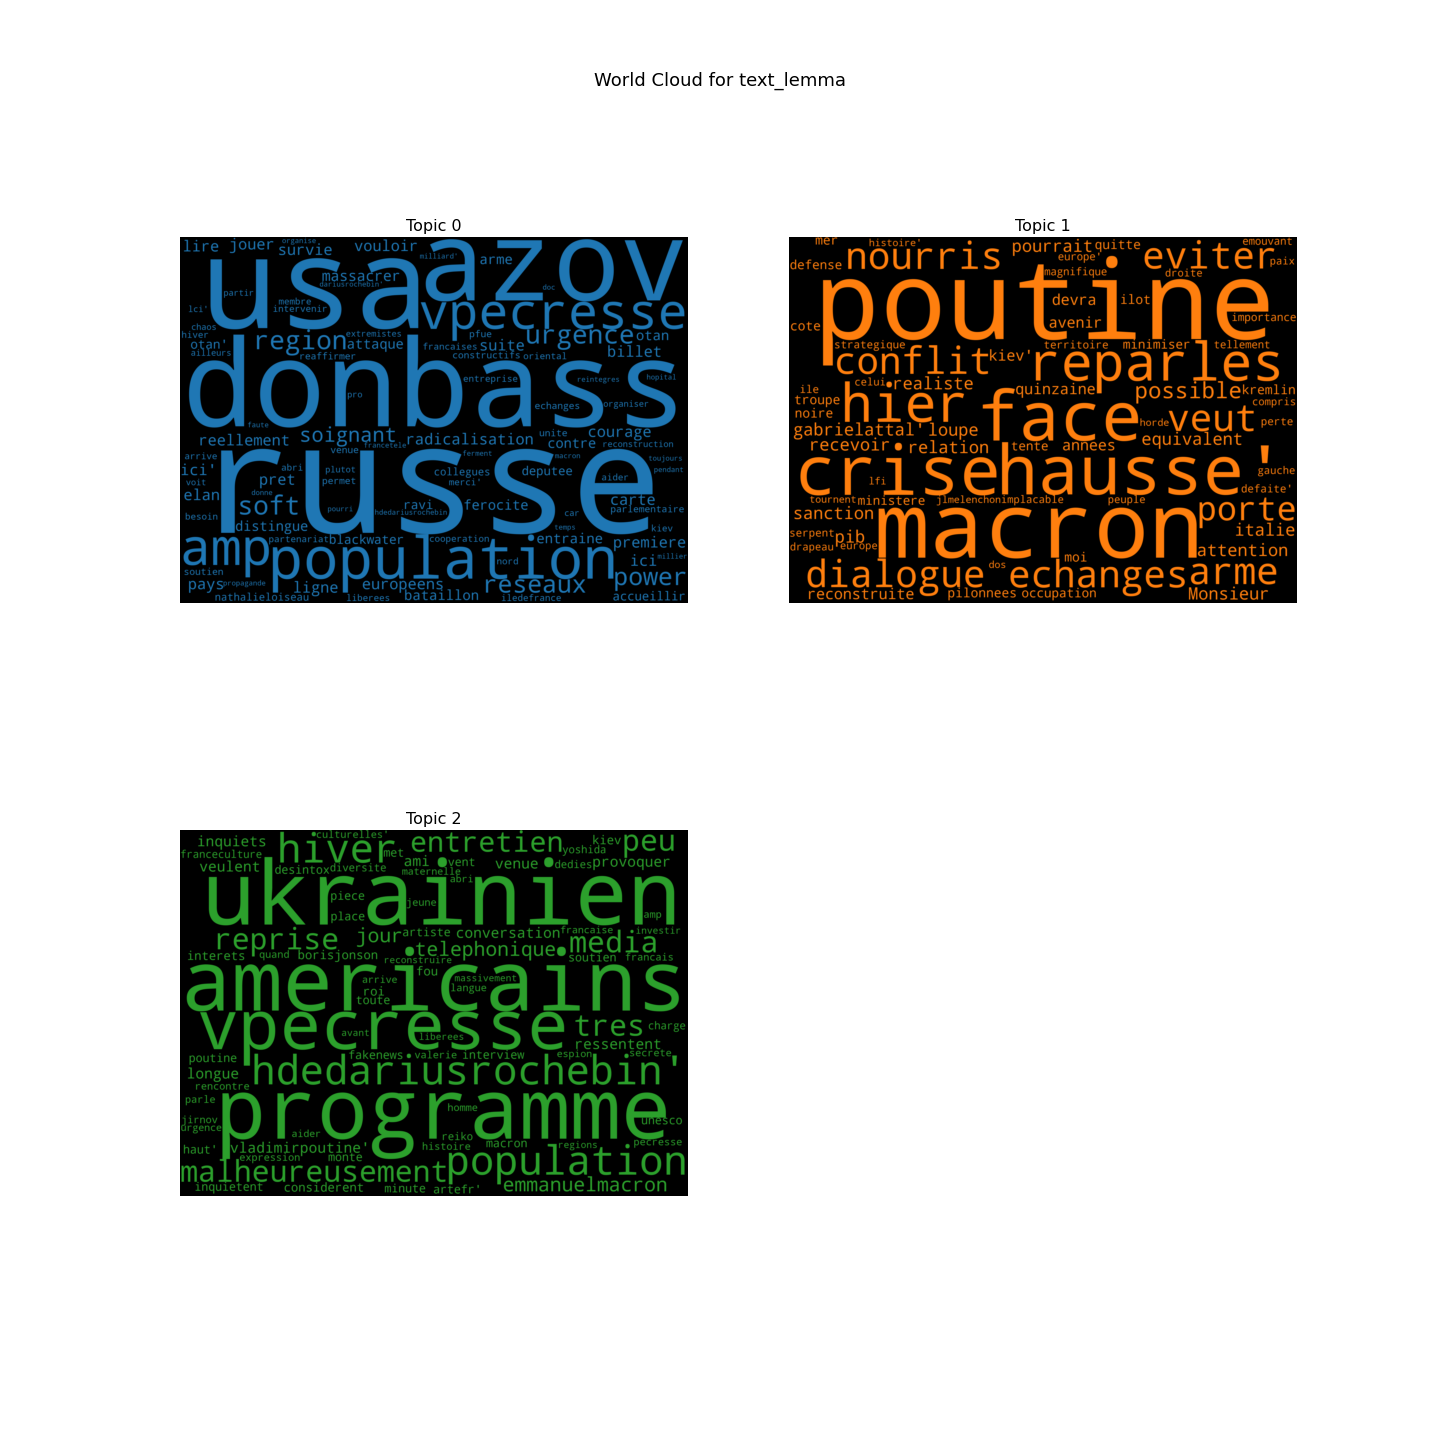 World Cloud for text_lemma
Topic 0
lire jouer organise survie vouloir milliard' arme
usa azov
massacrer dariusrochebin' doc
partir membre lci' intervenir
vpecresse
chaos hiver otan' ailleurs region extremistes attaque pfue francaises suite urgence otan
reaffirmer constructifs oriental billet
donbass
entreprise reintegres hopital
pro echanges organiser
faute
reellement soignant radicalisation unite contre courage
venue francetele reconstruction
russe
arrive ici' voit abri plutot ferment macron toujours
pret permet collegues deputee aider pendant
elan donne merci'
soft pourri ravi ferocite carte
besoin hdedariusrochebin car parlementaire
distingue temps kiev
amp partenariat blackwater cooperation entraine premiere
population nord ici millier
soutien pays propagande ligne europeens reseaux power
nathalieloiseau liberees bataillon iledefrance accueillir
Topic 1
mer histoire' pourrait quitte emouvant
defense nourris europe' eviter paix
magnifique droite
poutine
devra ilot
cote avenir importance
strategique territoire minimiser tellement
conflit kiev' reparles
ile celui realiste quinzaine possible kremlin
troupe compris
noire hier face horde veut perte
gabrielattal' loupe
recevoir relation tente annees equivalent
crise hausse'
lfi gauche
defaite'
tournent ministere jlmelenchon implacable peuple
sanction macron porte
serpent pib italie
drapeau europe moi attention
dos
dialogue echanges arme
reconstruite pilonnees occupation Monsieur
Topic 2
inquiets culturelles' entretien kiev peu
franceculture hiver met yoshida
veulent desintox diversite ami vent venue dedies provoquer
maternelle abri
ukrainien
piece jeune
place amp
reprise jour artiste conversation francaise investir
telephonique media
interets quand borisjonson reconstruire soutien francais
fou
americains
arrive massivement
roi langue
toute
vpecresse
avant liberees tres charge
ressentent
poutine fakenews valerie interview espion secrete
longue hdedariusrochebin'
rencontre
parle programme
homme
jirnov unesco
urgence aider reiko
haut' vladimirpoutine' histoire macron regions pecresse
expression monte
malheureusement population
inquietent considerent minute artefr' emmanuelmacron